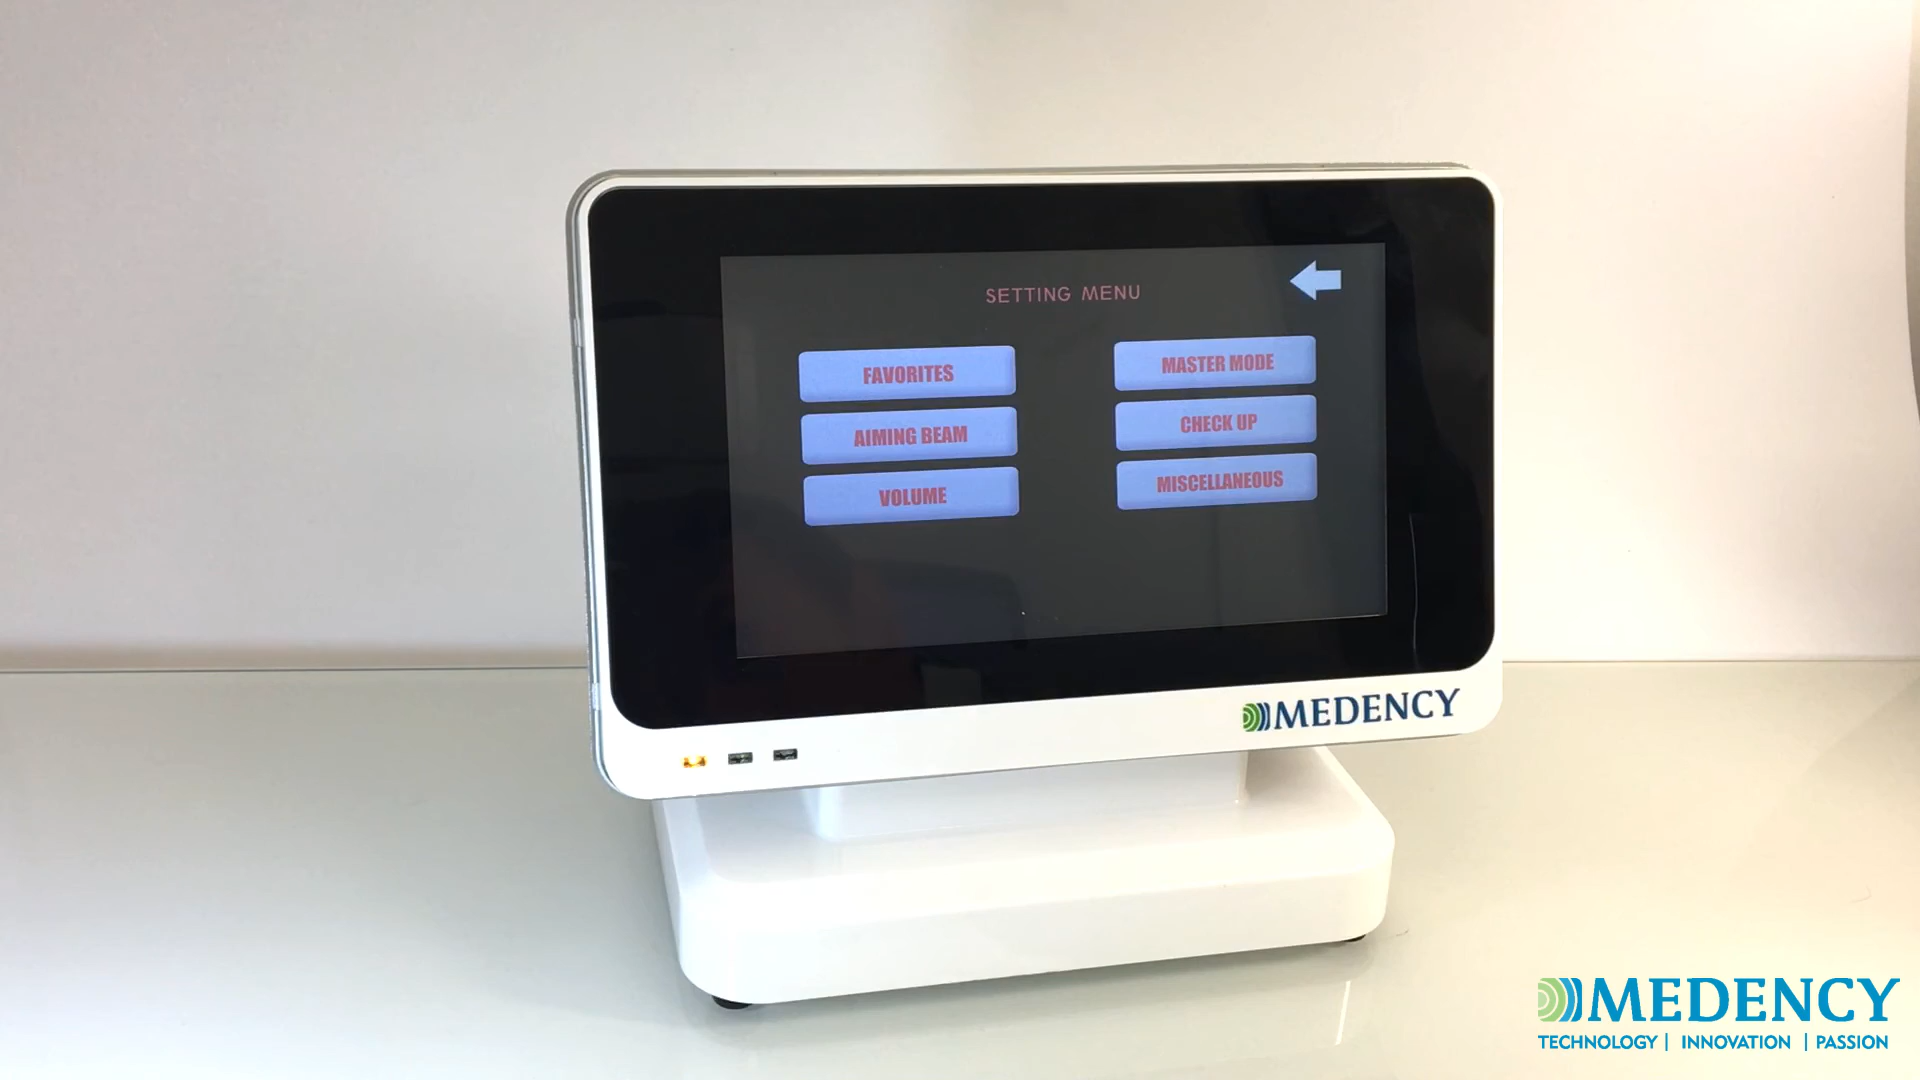 SETTING MENU
FAVORITES
AIMING BEAM
VOLUME
MASTER MODE
CHECK UP
MISCELLANEOUS
MEDENCY
MEDENCY
TECHNOLOGY | INNOVATION | PASSION